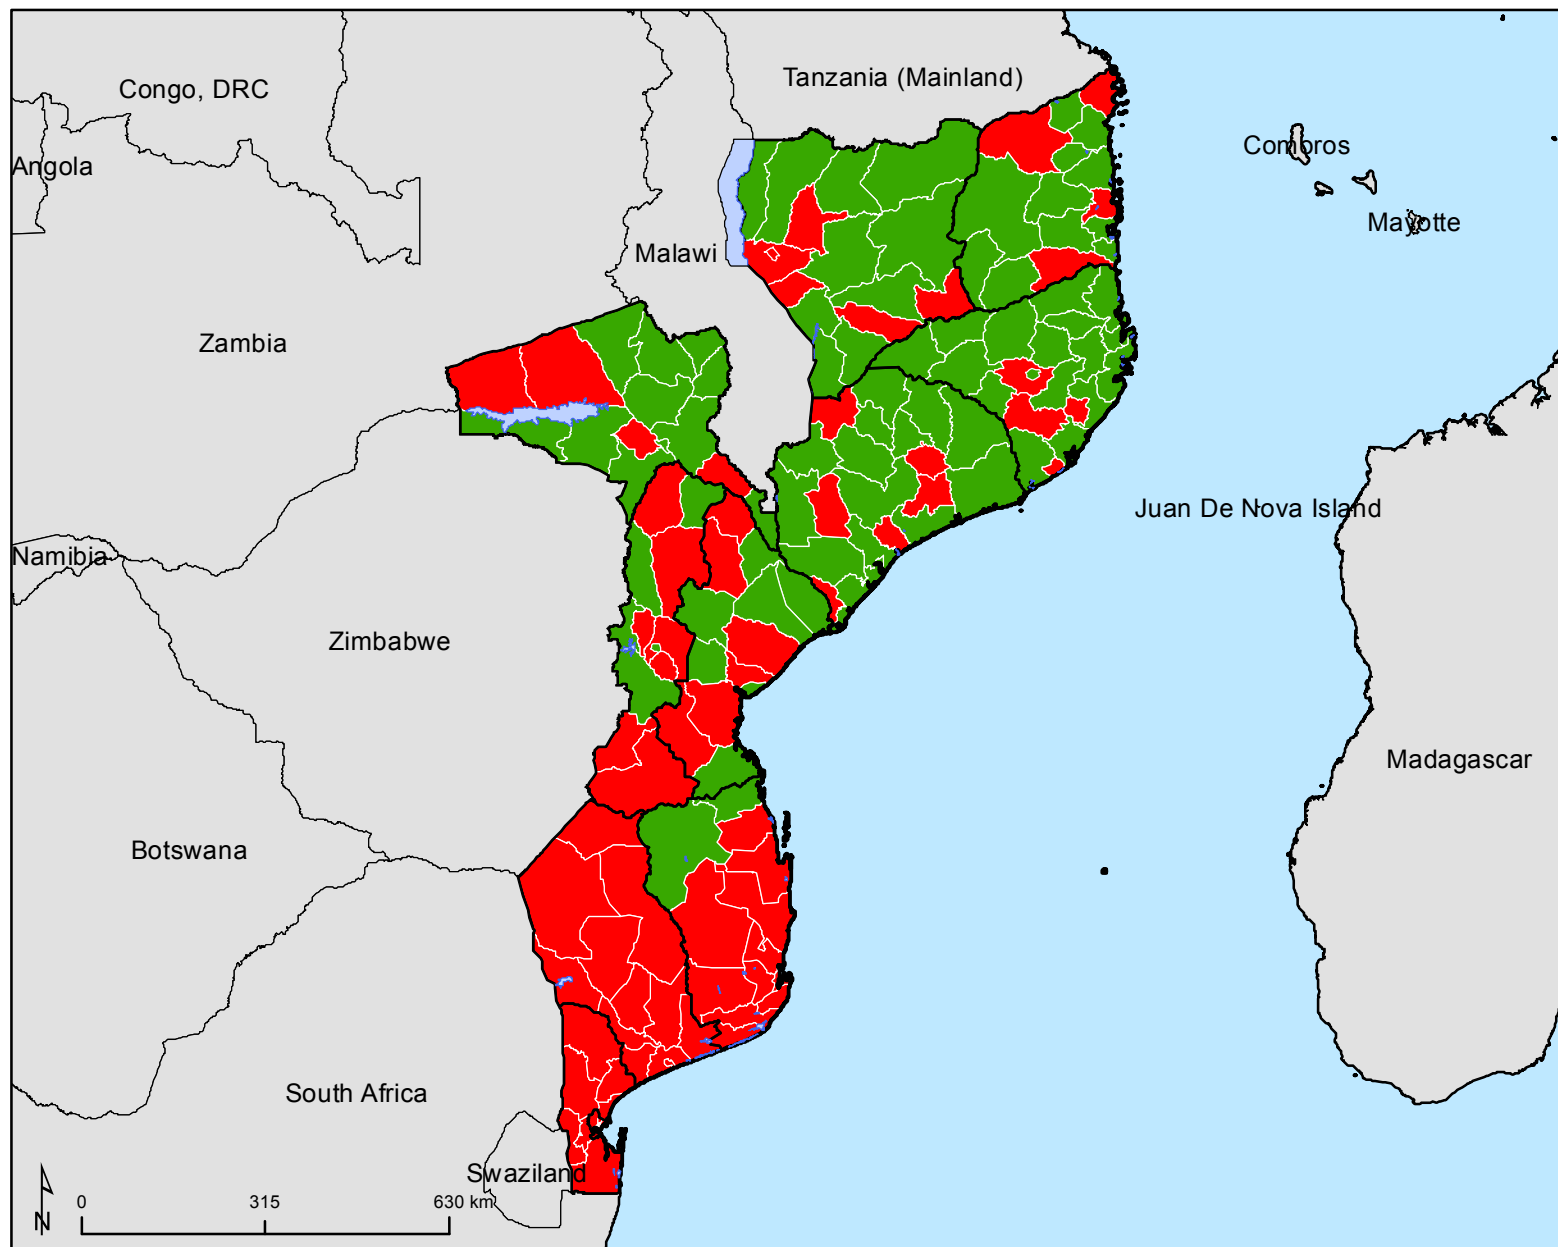 Tanzania (Mainland)
Congo, DRC
Comoros
Angola
Mayotte
Malawi
Zambia
Juan De Nova Island
Namibia
Zimbabwe
Madagascar
Botswana
South Africa
Swaziland
0 315 630 km
N